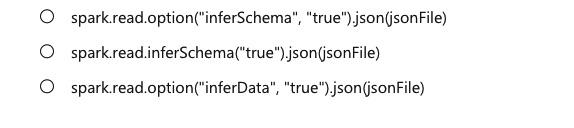 spark.read.option("inferSchema", "true").json(jsonFile)
spark.read.inferSchema("true").json(jsonFile)
spark.read.option("inferData", "true").json(jsonFile)